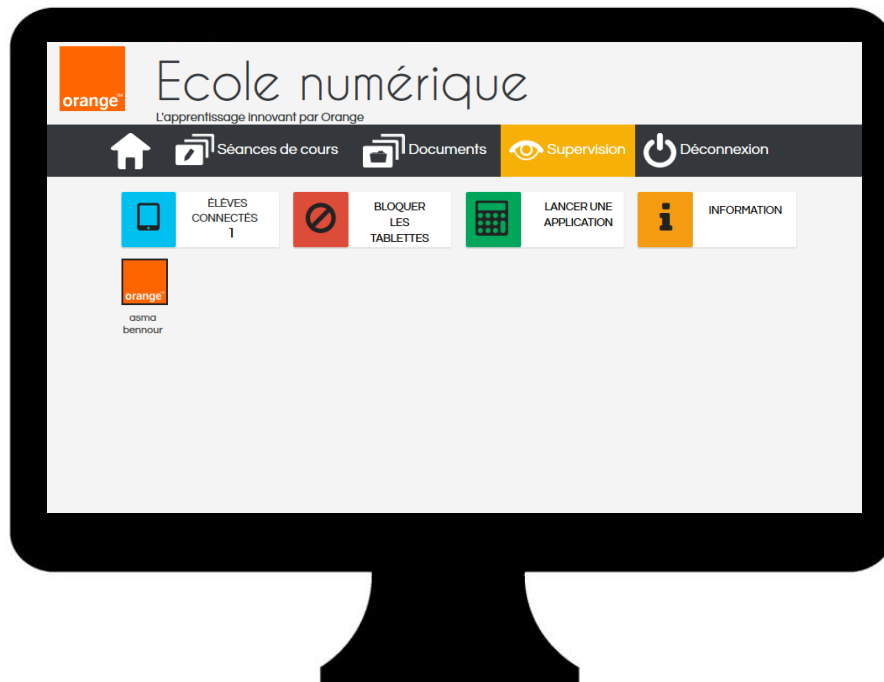 orange™
Ecole numérique
L'apprentissage innovant par Orange
Séances de cours
Documents
Supervision
Déconnexion
ÉLÈVES
CONNECTÉS
1
BLOQUER
LES
TABLETTES
LANCER UNE
APPLICATION
INFORMATION
orange™
asma
bennour